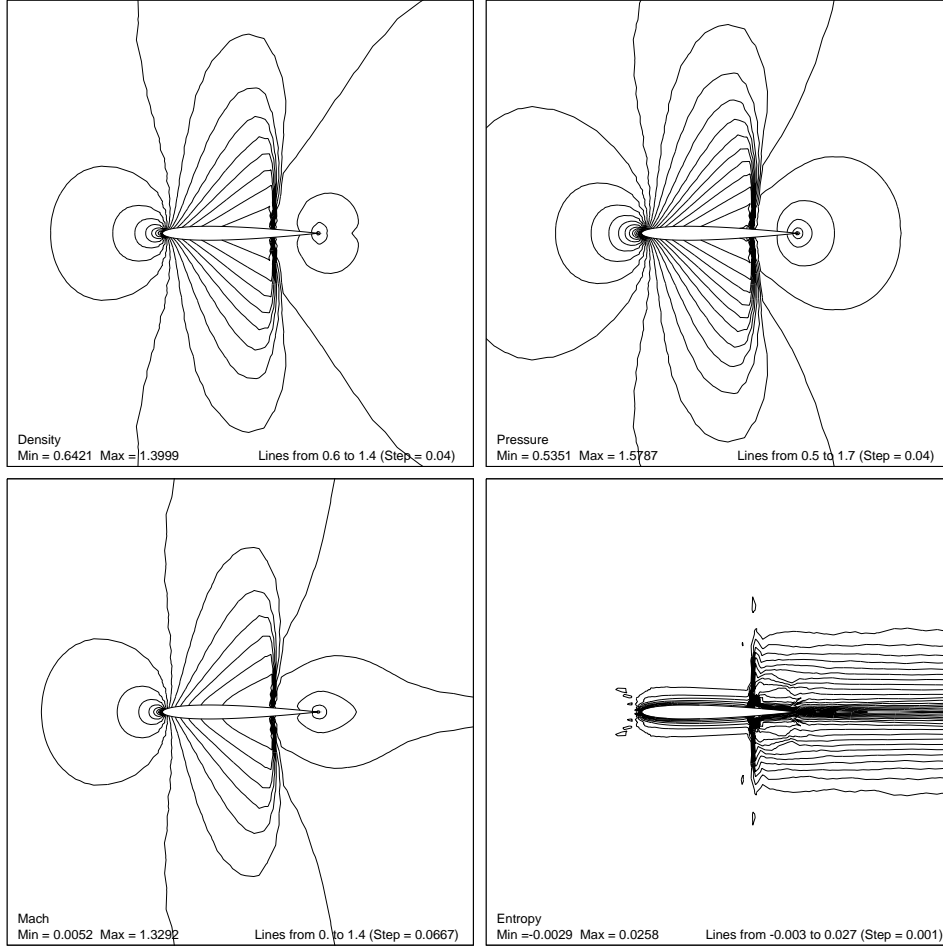 Density
Min = 0.6421 Max = 1.3999 Lines from 0.6 to 1.4 (Step = 0.04)
Pressure
Min = 0.5351 Max = 1.5787 Lines from 0.5 to 1.7 (Step = 0.04)
Mach
Min = 0.0052 Max = 1.3292 Lines from 0. to 1.4 (Step = 0.0667)
Entropy
Min =-0.0029 Max = 0.0258 Lines from -0.003 to 0.027 (Step = 0.001)